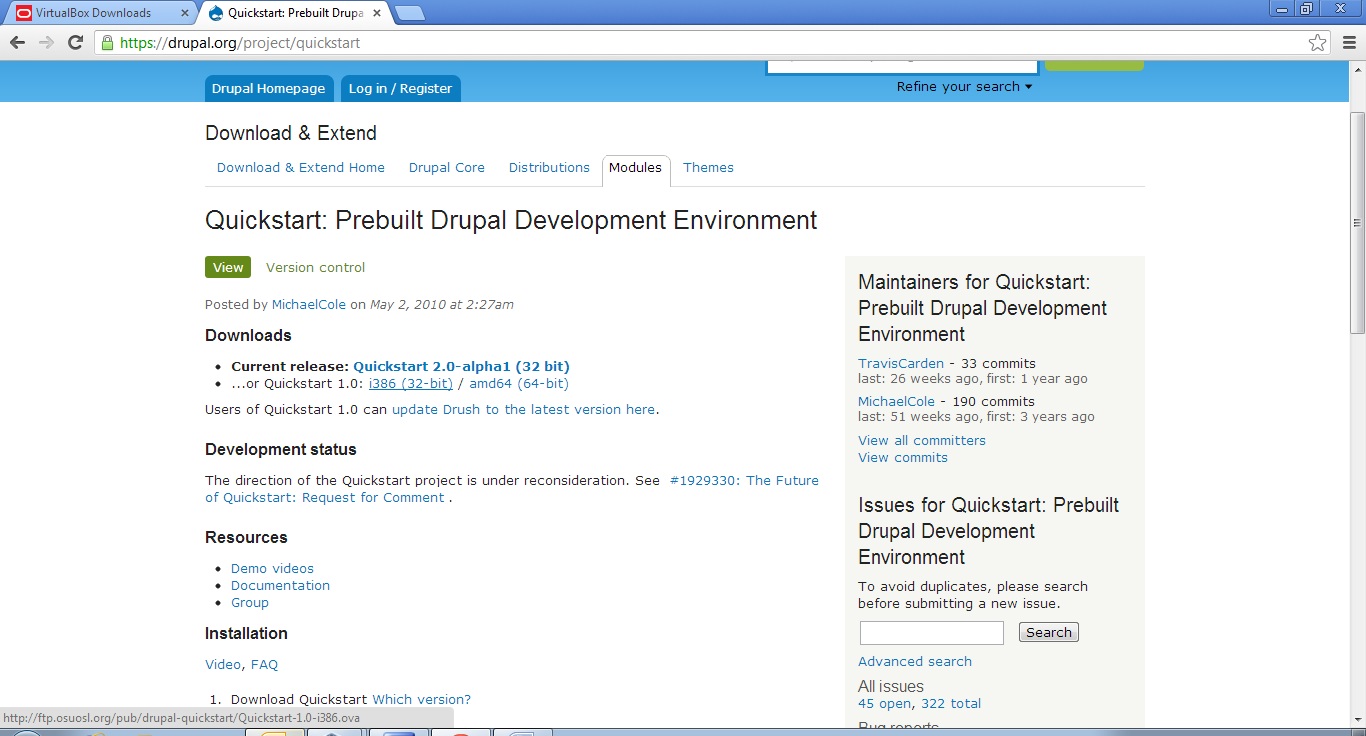 VirtualBox Downloads
Quickstart: Prebuilt Drupa
https://drupal.org/project/quickstart
Drupal Homepage
Log in / Register
Refine your search
Download & Extend
Download & Extend Home
Drupal Core
Distributions
Modules
Themes
Quickstart: Prebuilt Drupal Development Environment
View
Version control
Posted by MichaelCole on May 2, 2010 at 2:27am
Downloads
Current release: Quickstart 2.0-alpha1 (32 bit)
...or Quickstart 1.0: i386 (32-bit) / amd64 (64-bit)
Users of Quickstart 1.0 can update Drush to the latest version here.
Development status
The direction of the Quickstart project is under reconsideration. See #1929330: The Future
of Quickstart: Request for Comment .
Resources
Demo videos
Documentation
Group
Installation
Video, FAQ
1. Download Quickstart Which version?
Maintainers for Quickstart:
Prebuilt Drupal Development
Environment
TravisCarden - 33 commits
last: 26 weeks ago, first: 1 year ago
MichaelCole - 190 commits
last: 51 weeks ago, first: 3 years ago
View all committers
View commits
Issues for Quickstart: Prebuilt
Drupal Development
Environment
To avoid duplicates, please search
before submitting a new issue.
Search
Advanced search
All issues
45 open, 322 total
Bug reports
http://ftp.osuosl.org/pub/drupal-quickstart/Quickstart-1.0-i386.ova